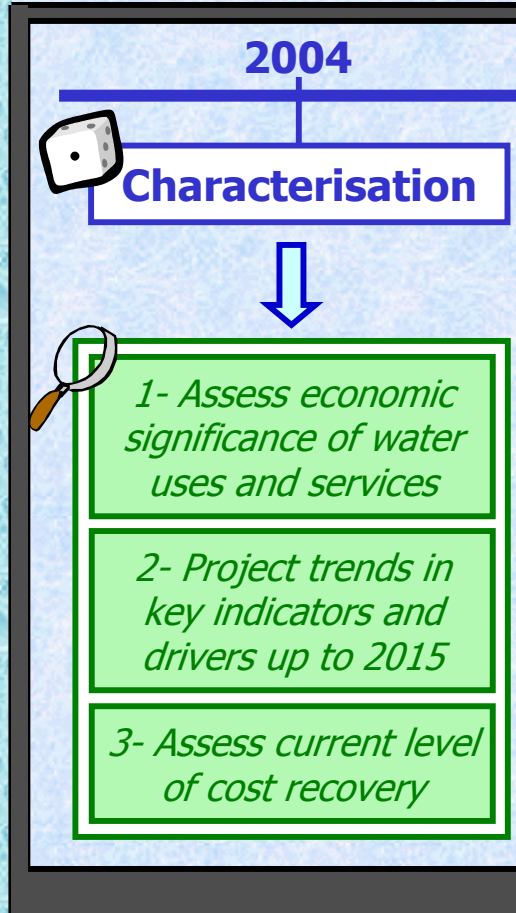 2004
Characterisation
1- Assess economic
significance of water
uses and services
2- Project trends in
key indicators and
drivers up to 2015
3- Assess current level
of cost recovery